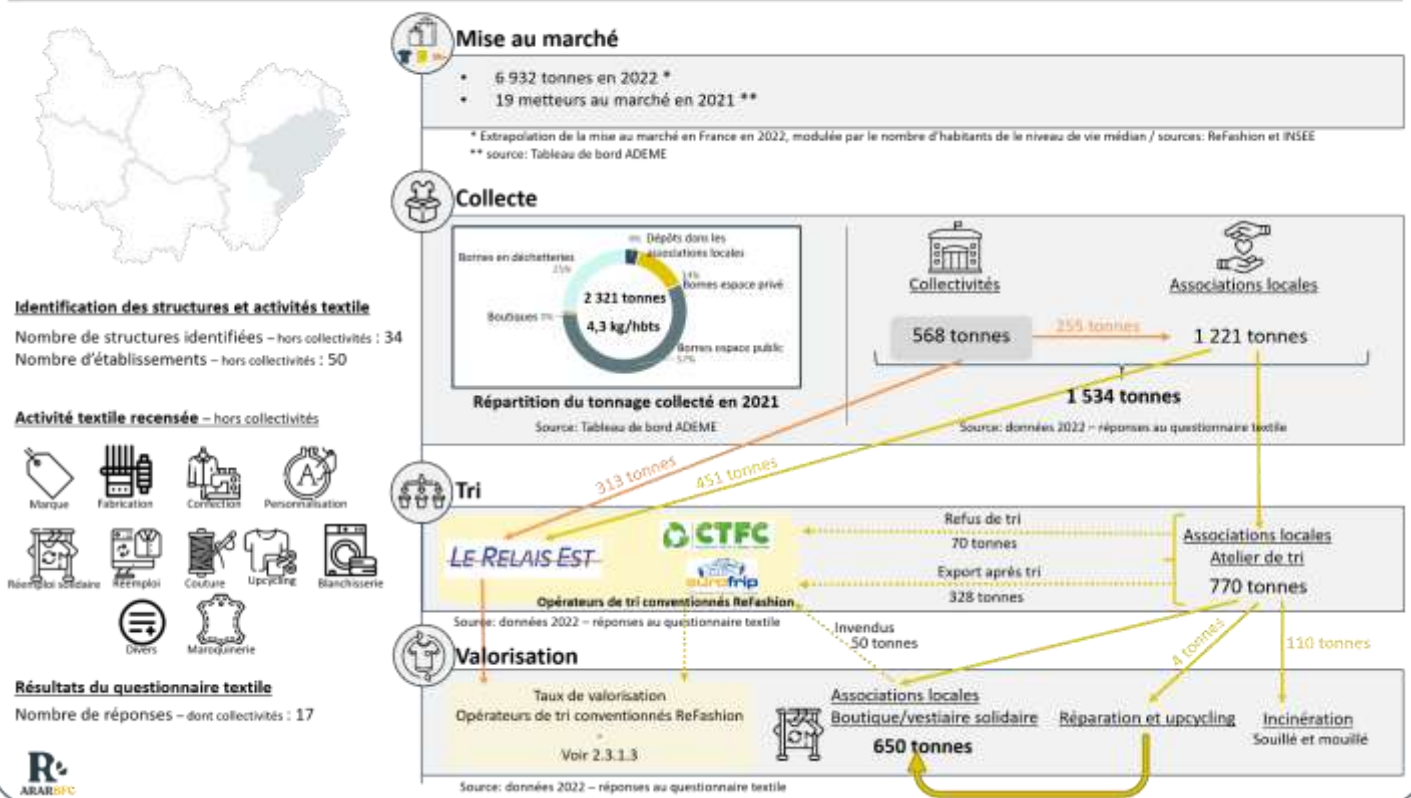 Mise au marché
• 6 932 tonnes en 2022 *
• 19 metteurs au marché en 2021 **
* Extrapolation de la mise au marché en France en 2022, modulée par le nombre d'habitants de le niveau de vie médian / sources: ReFashion et INSEE
** source: Tableau de bord ADEME
Collecte
Dépôts dans les
associations locales
Bornes en déchetteries
25%
14%
Bornes espace privé
2 321 tonnes
4,3 kg/hbts
Boutiques 0%
Bornes espace public
57%
Répartition du tonnage collecté en 2021
Source: Tableau de bord ADEME
Collectivités
Associations locales
568 tonnes
255 tonnes
1 221 tonnes
1 534 tonnes
Source: données 2022 – réponses au questionnaire textile
Identification des structures et activités textile
Nombre de structures identifiées – hors collectivités : 34
Nombre d'établissements – hors collectivités : 50
Activité textile recensée – hors collectivités
Marque
Fabrication
Confection
Personnalisation
Réemploi solidaire
Réemploi
Couture
Upcycling
Blanchisserie
Divers
Maroquinerie
Résultats du questionnaire textile
Nombre de réponses – dont collectivités : 17
R
ARARBFC
313 tonnes
451 tonnes
Tri
LE RELAIS EST
CTFC
eurofrip
Opérateurs de tri conventionnés ReFashion
Refus de tri
70 tonnes
Export après tri
328 tonnes
Associations locales
Atelier de tri
770 tonnes
Source: données 2022 – réponses au questionnaire textile
Invendus
50 tonnes
4 tonnes
110 tonnes
Valorisation
Taux de valorisation
Opérateurs de tri conventionnés ReFashion
-
Voir 2.3.1.3
Associations locales
Boutique/vestiaire solidaire
650 tonnes
Réparation et upcycling
Incinération
Souillé et mouillé
Source: données 2022 – réponses au questionnaire textile